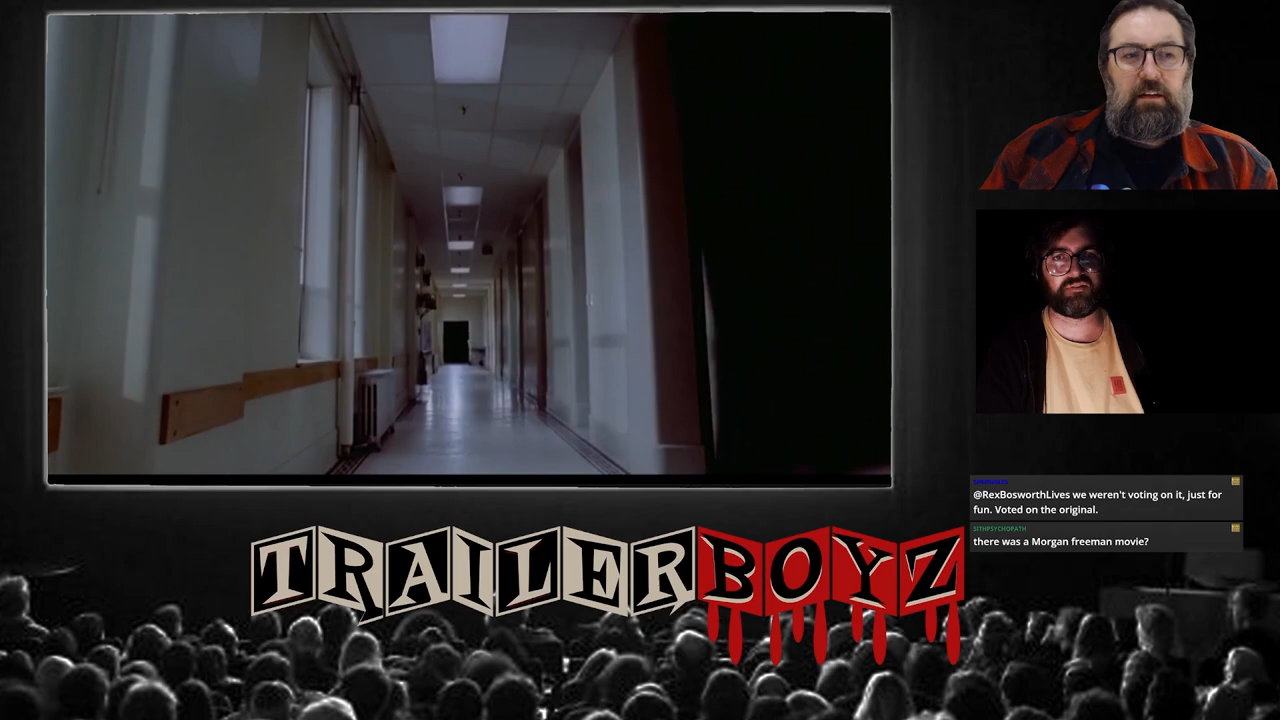 TRAILERBOYZ
@RexBosworthLives we weren't voting on it, just for
fun. Voted on the original.
SITHPSYCHOPATH
there was a Morgan freeman movie?